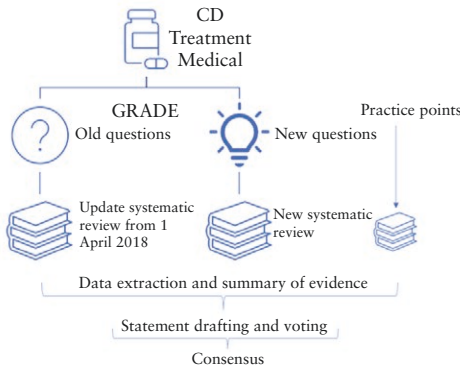 CD
Treatment
Medical
GRADE
Old questions
New questions
Practice points
?
Update systematic
review from 1
April 2018
New systematic
review
Data extraction and summary of evidence
Statement drafting and voting
Consensus